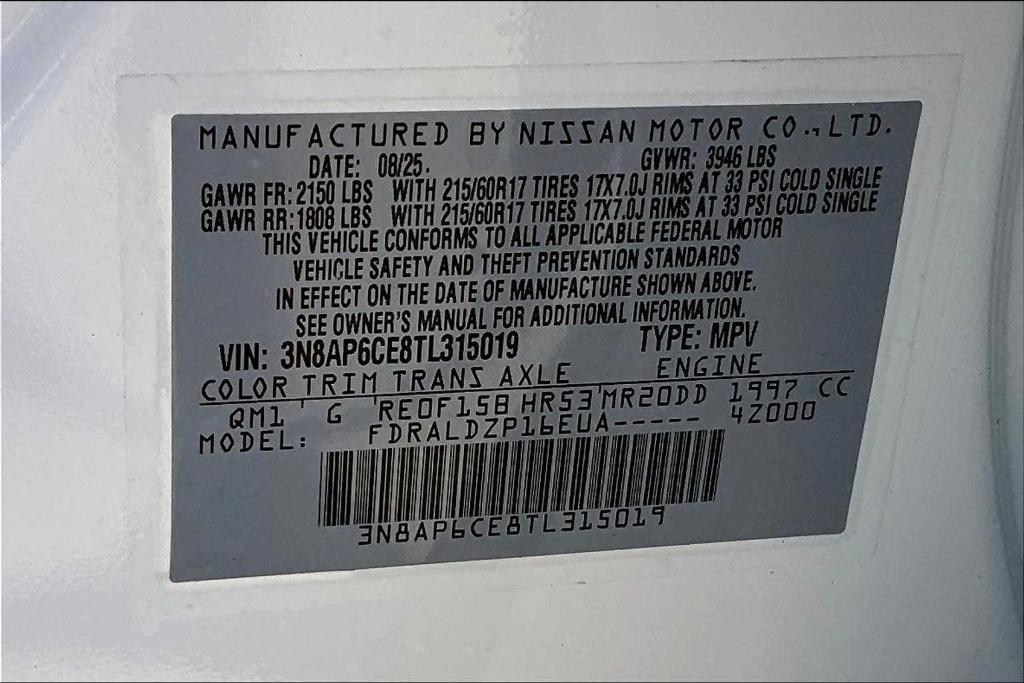 MANUFACTURED BY NISSAN MOTOR CO., LTD.
DATE: 08/25. GVWR: 3946 LBS
GAWR FR: 2150 LBS WITH 215/60R17 TIRES 17X7.0J RIMS AT 33 PSI COLD SINGLE
GAWR RR: 1808 LBS WITH 215/60R17 TIRES 17X7.0J RIMS AT 33 PSI COLD SINGLE
THIS VEHICLE CONFORMS TO ALL APPLICABLE FEDERAL MOTOR
VEHICLE SAFETY AND THEFT PREVENTION STANDARDS
IN EFFECT ON THE DATE OF MANUFACTURE SHOWN ABOVE.
SEE OWNER'S MANUAL FOR ADDITIONAL INFORMATION.
VIN: 3N8AP6CE8TL315019 TYPE: MPV
COLOR TRIM TRANS AXLE ENGINE
QM1 G RE0F15B HR53 MR20DD 1997 CC
MODEL: FDRALDZP16EUA----- 4Z000
3N8AP6CE8TL315019